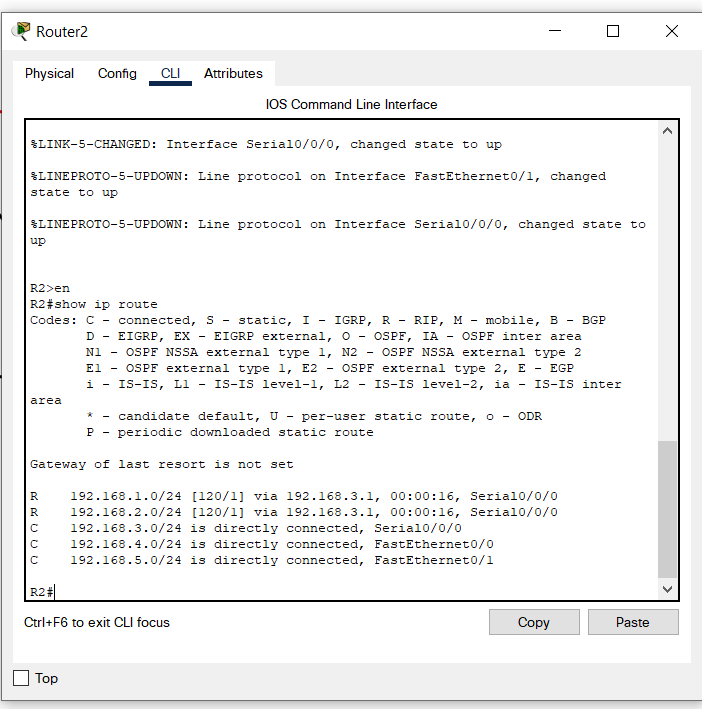 Router2
Physical Config CLI Attributes
IOS Command Line Interface
%LINK-5-CHANGED: Interface Serial0/0/0, changed state to up
%LINEPROTO-5-UPDOWN: Line protocol on Interface FastEthernet0/1, changed
state to up
%LINEPROTO-5-UPDOWN: Line protocol on Interface Serial0/0/0, changed state to
up
R2>en
R2#show ip route
Codes: C - connected, S - static, I - IGRP, R - RIP, M - mobile, B - BGP
D - EIGRP, EX - EIGRP external, O - OSPF, IA - OSPF inter area
N1 - OSPF NSSA external type 1, N2 - OSPF NSSA external type 2
E1 - OSPF external type 1, E2 - OSPF external type 2, E - EGP
i - IS-IS, L1 - IS-IS level-1, L2 - IS-IS level-2, ia - IS-IS inter
area
* - candidate default, U - per-user static route, o - ODR
P - periodic downloaded static route
Gateway of last resort is not set
R 192.168.1.0/24 [120/1] via 192.168.3.1, 00:00:16, Serial0/0/0
R 192.168.2.0/24 [120/1] via 192.168.3.1, 00:00:16, Serial0/0/0
C 192.168.3.0/24 is directly connected, Serial0/0/0
C 192.168.4.0/24 is directly connected, FastEthernet0/0
C 192.168.5.0/24 is directly connected, FastEthernet0/1
R2#
Ctrl+F6 to exit CLI focus
Copy Paste
Top